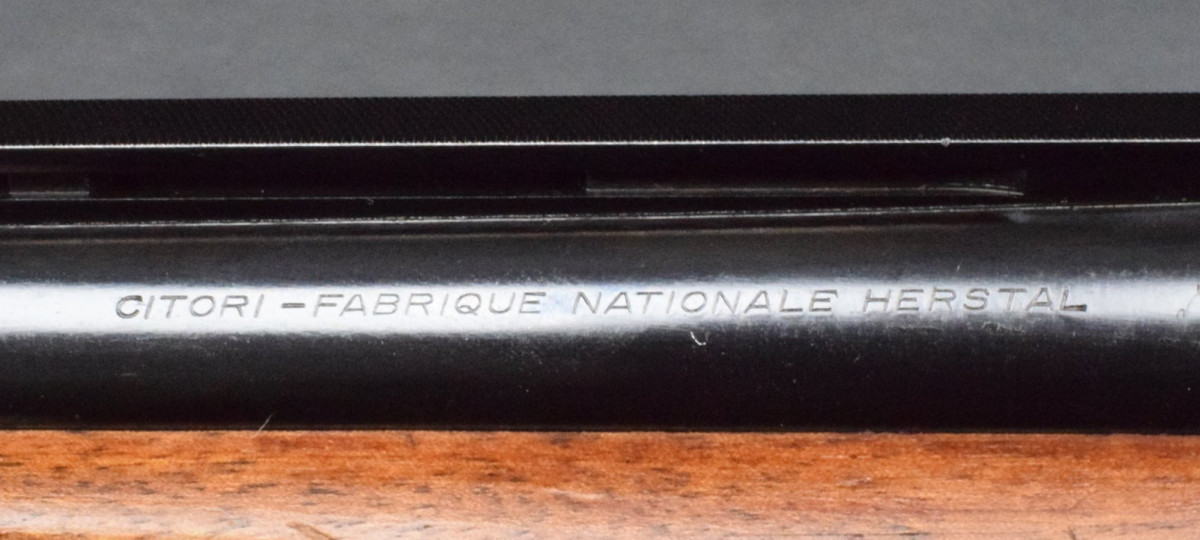 CITORI – FABRIQUE NATIONALE HERSTAL